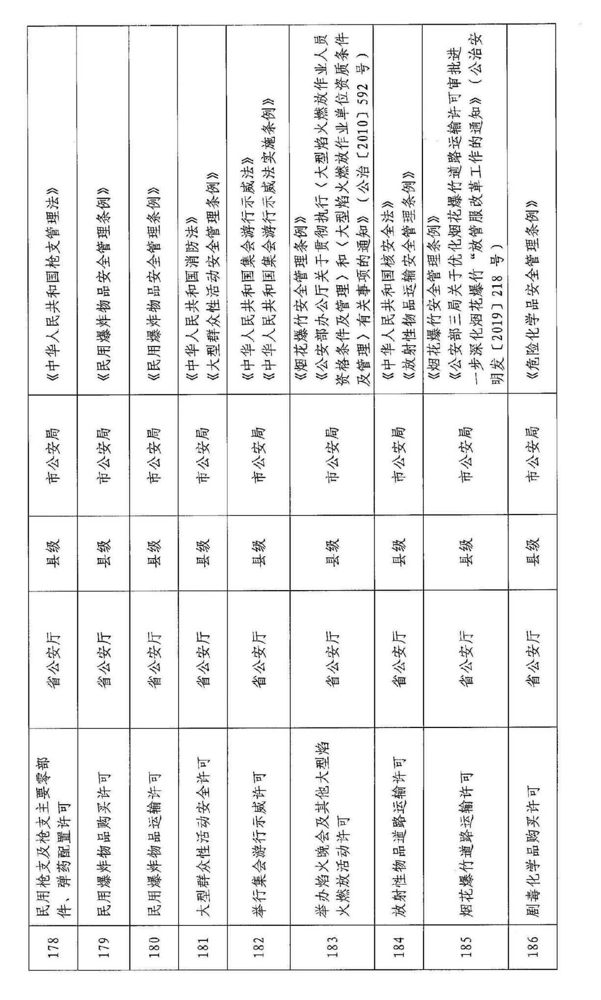 178
民用枪支及枪支主要零部
件、弹药配置许可
省公安厅
县级
市公安局
《中华人民共和国枪支管理法》
179
民用爆炸物品购买许可
省公安厅
县级
市公安局
《民用爆炸物品安全管理条例》
180
民用爆炸物品运输许可
省公安厅
县级
市公安局
《民用爆炸物品安全管理条例》
181
大型群众性活动安全许可
省公安厅
县级
市公安局
《中华人民共和国消防法》
《大型群众性活动安全管理条例》
182
举行集会游行示威许可
省公安厅
县级
市公安局
《中华人民共和国集会游行示威法》
《中华人民共和国集会游行示威法实施条例》
183
举办焰火晚会及其他大型焰
火燃放活动许可
省公安厅
县级
市公安局
《烟花爆竹安全管理条例》
《公安部办公厅关于贯彻执行〈大型焰火燃放作业人员
资格条件及管理〉和〈大型焰火燃放作业单位资质条件
及管理〉有关事项的通知》（公治〔2010〕592 号）
184
放射性物品道路运输许可
省公安厅
县级
市公安局
《中华人民共和国核安全法》
《放射性物品运输安全管理条例》
185
烟花爆竹道路运输许可
省公安厅
县级
市公安局
《烟花爆竹安全管理条例》
《公安部三局关于优化烟花爆竹道路运输许可审批进
一步深化烟花爆竹“放管服改革工作的通知》（公治安
明发〔2019〕218 号）
186
剧毒化学品购买许可
省公安厅
县级
市公安局
《危险化学品安全管理条例》